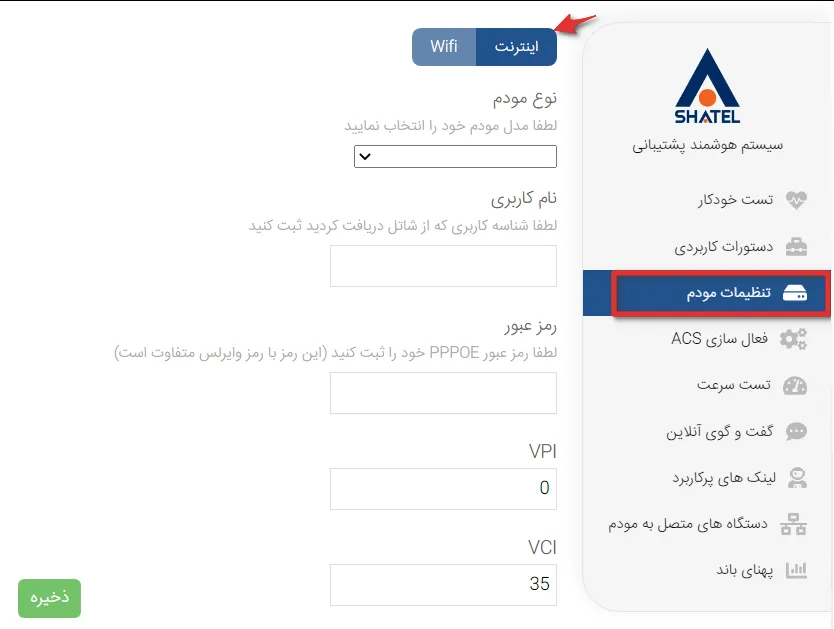 SHATEL
سیستم هوشمند پشتیبانی
تست خودکار
دستورات کاربردی
تنظیمات مودم
فعال سازی ACS
تست سرعت
گفت و گوی آنلاین
لینک های پرکاربرد
دستگاه های متصل به مودم
پهنای باند
اینترنت
Wifi
نوع مودم
لطفا مدل مودم خود را انتخاب نمایید
نام کاربری
لطفا شناسه کاربری که از شاتل دریافت کردید ثبت کنید
رمز عبور
لطفا رمز عبور PPPOE خود را ثبت کنید (این رمز با رمز وایرلس متفاوت است)
VPI
0
VCI
35
ذخیره